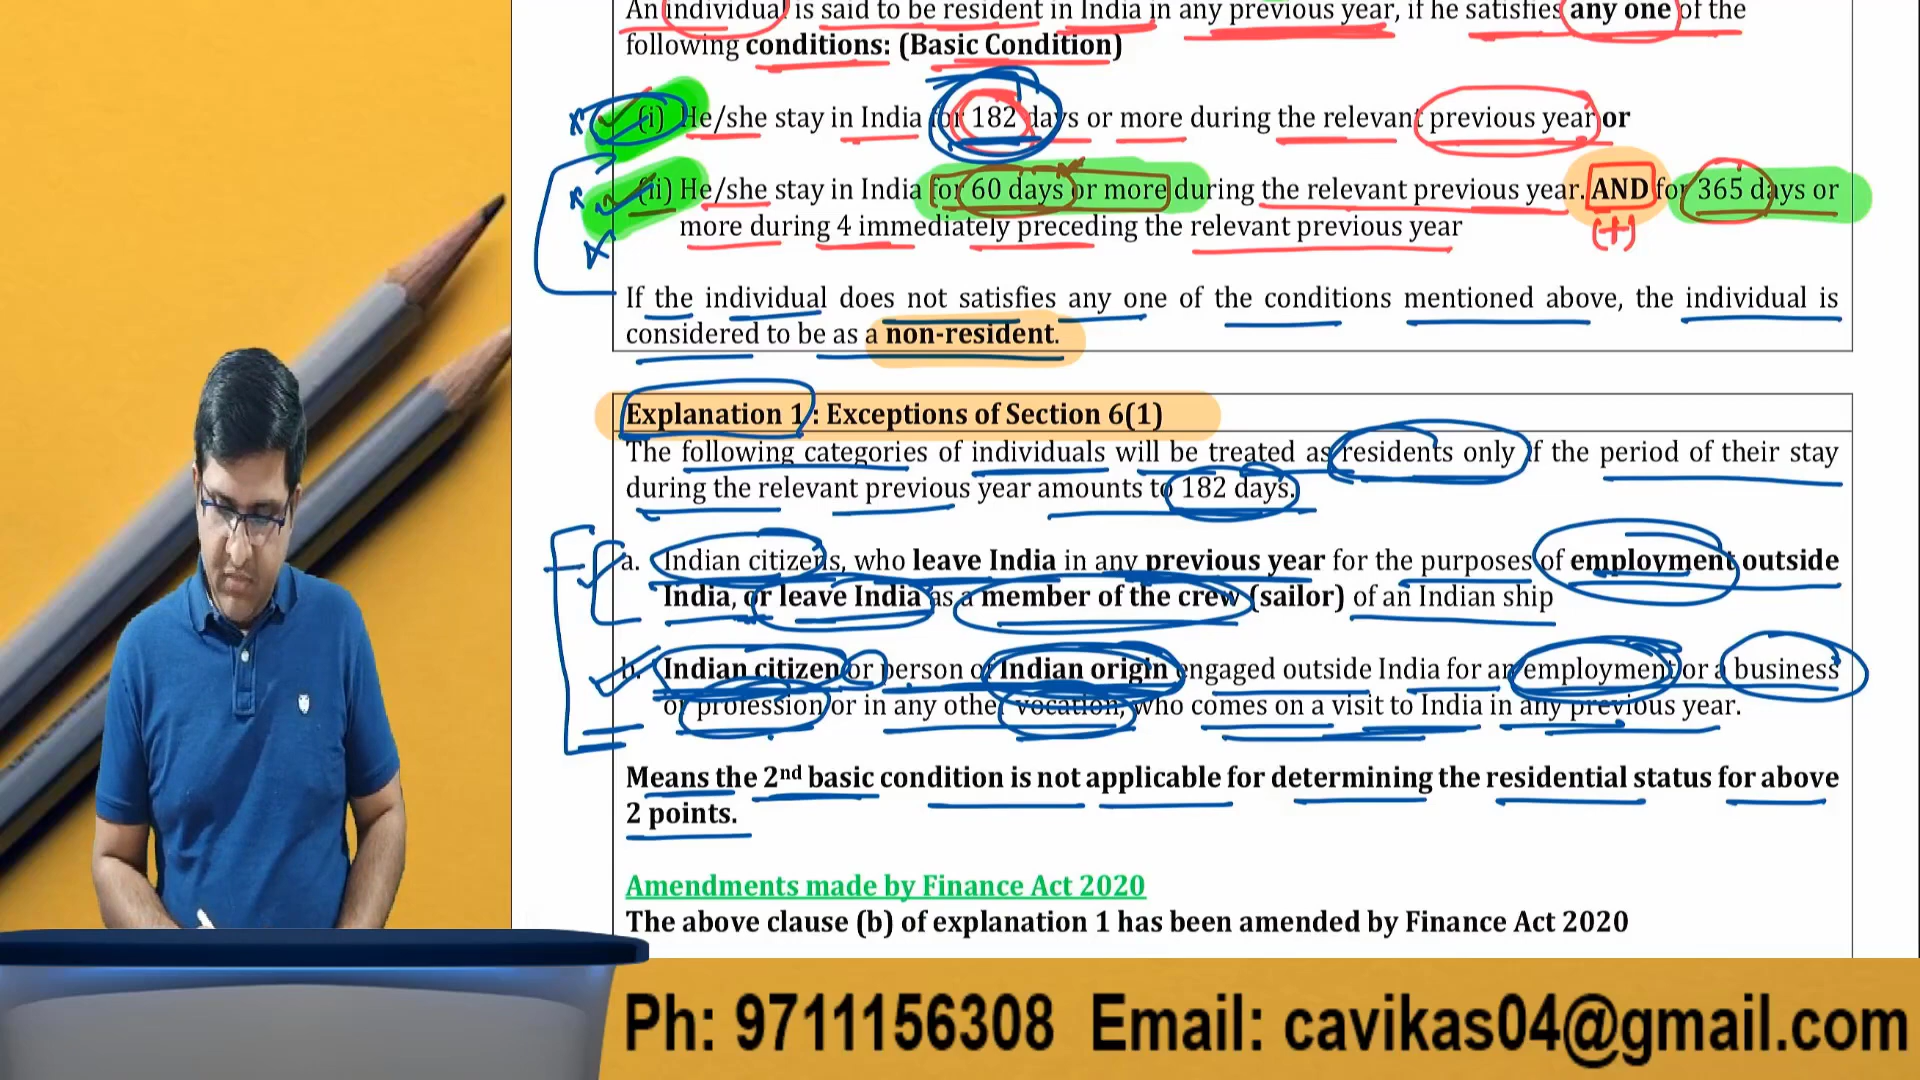 An individual is said to be resident in India in any previous year, if he satisfies any one of the
following conditions: (Basic Condition)
(i) He/she stay in India for 182 days or more during the relevant previous year or
(ii) He/she stay in India for 60 days or more during the relevant previous year. AND for 365 days or
(+)
more during 4 immediately preceding the relevant previous year
If the individual does not satisfies any one of the conditions mentioned above, the individual is
considered to be as a non-resident.
Explanation 1 : Exceptions of Section 6(1)
The following categories of individuals will be treated as residents only if the period of their stay
during the relevant previous year amounts to 182 days.
a. Indian citizens, who leave India in any previous year for the purposes of employment outside
India, or leave India as a member of the crew (sailor) of an Indian ship
b. Indian citizen or person of Indian origin engaged outside India for an employment or a business
or profession or in any other vocation, who comes on a visit to India in any previous year.
Means the 2nd basic condition is not applicable for determining the residential status for above
2 points.
Amendments made by Finance Act 2020
The above clause (b) of explanation 1 has been amended by Finance Act 2020
Ph: 9711156308 Email: cavikas04@gmail.com